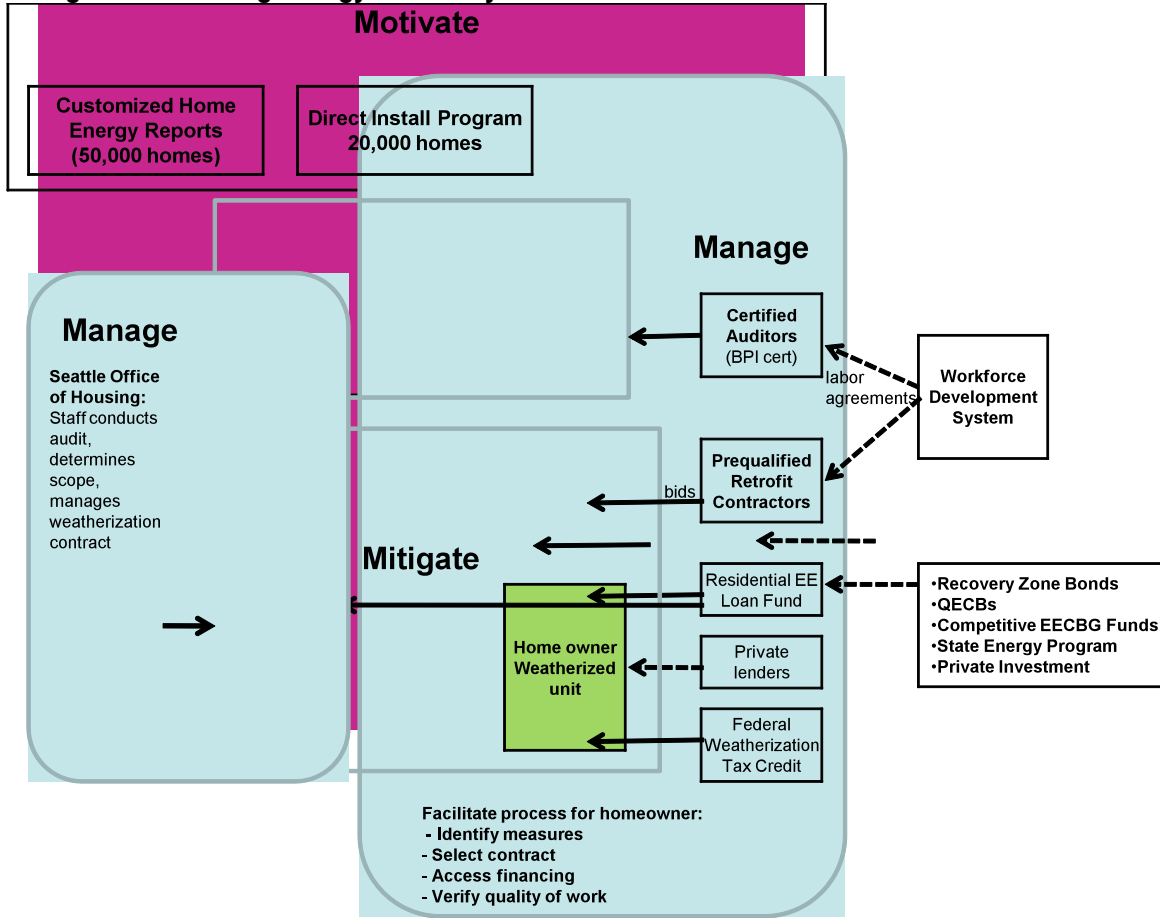 Motivate
Customized Home
Energy Reports
(50,000 homes)
Direct Install Program
20,000 homes
Manage
Certified
Auditors
(BPI cert)
labor
agreements
Workforce
Development
System
Manage
Seattle Office
of Housing:
Staff conducts
audit,
determines
scope,
manages
weatherization
contract
Prequalified
Retrofit
Contractors
bids
Mitigate
Residential EE
Loan Fund
•Recovery Zone Bonds
•QECBs
•Competitive EECBG Funds
•State Energy Program
•Private Investment
Home owner
Weatherized
unit
Private
lenders
Federal
Weatherization
Tax Credit
Facilitate process for homeowner:
- Identify measures
- Select contract
- Access financing
- Verify quality of work